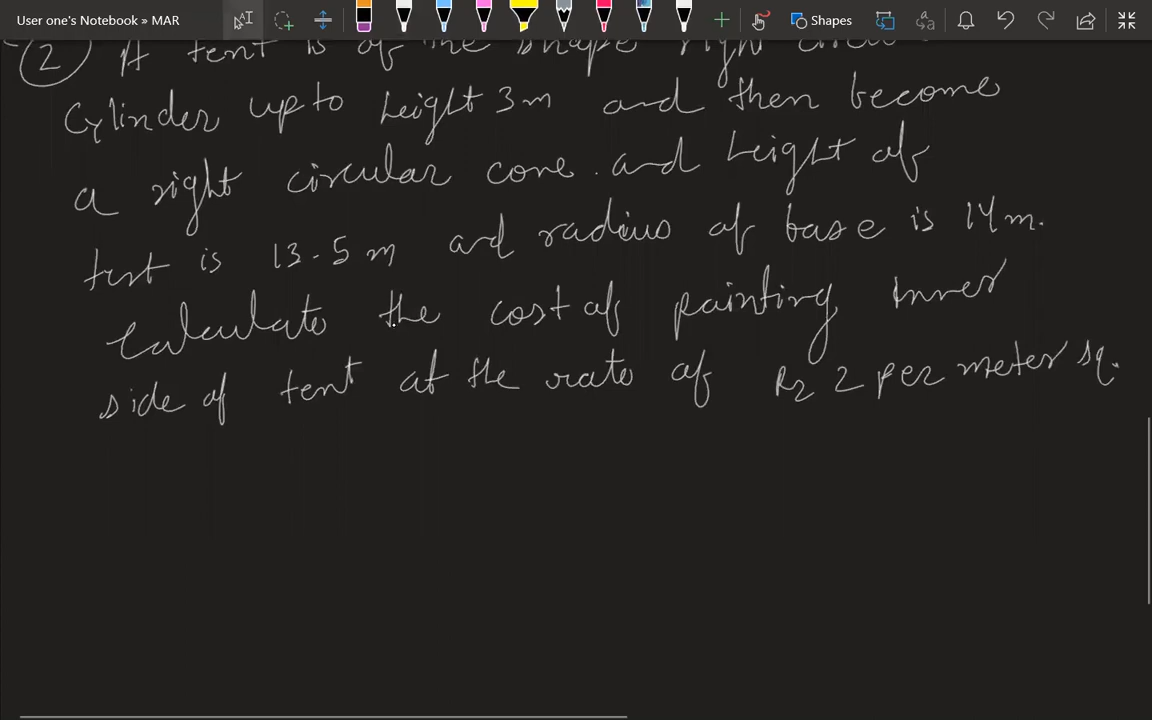 User one's Notebook » MAR
Shapes
2 A tent is of the shape right circu
Cylinder up to height 3m and then become
a right circular cone. and height of
tent is 13.5 m and radius of base is 14m.
Calculate the cost of painting Inner
side of tent at the rate of Rs 2 per meter sq.